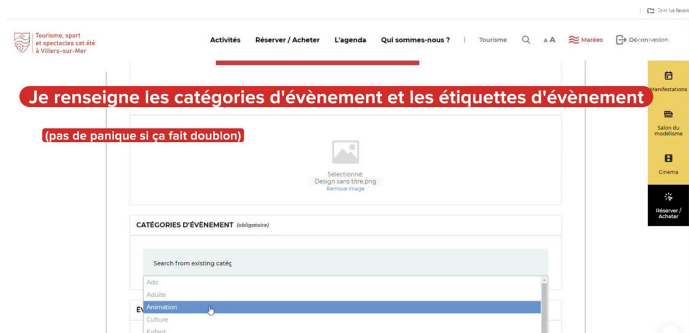 Tourisme, sport
et spectacles cet été
à Villers-sur-Mer
Activités Réserver / Acheter L'agenda Qui sommes-nous ? Tourisme A A Marées Déconnexion
Je renseigne les catégories d'évènement et les étiquettes d'évènement
(pas de panique si ça fait doublon)
Manifestations
Salon du
modélisme
Cinéma
Réserver /
Acheter
Sélectionné:
Design sans titre.png
Remove image
CATÉGORIES D'ÉVÈNEMENT (obligatoire)
Search from existing catég
Ado
Adulte
Animation
Culture
Enfant